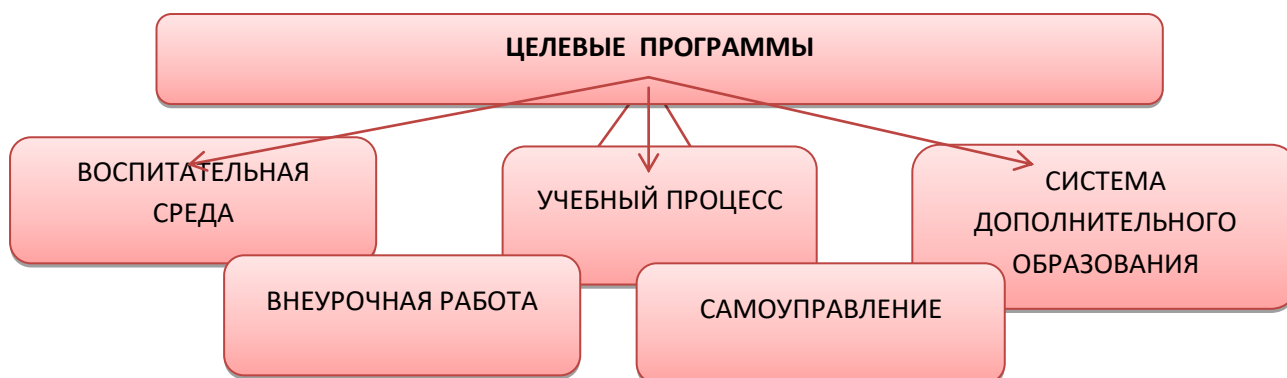 ЦЕЛЕВЫЕ ПРОГРАММЫ
ВОСПИТАТЕЛЬНАЯ
СРЕДА
УЧЕБНЫЙ ПРОЦЕСС
СИСТЕМА
ДОПОЛНИТЕЛЬНОГО
ОБРАЗОВАНИЯ
ВНЕУРОЧНАЯ РАБОТА
САМОУПРАВЛЕНИЕ